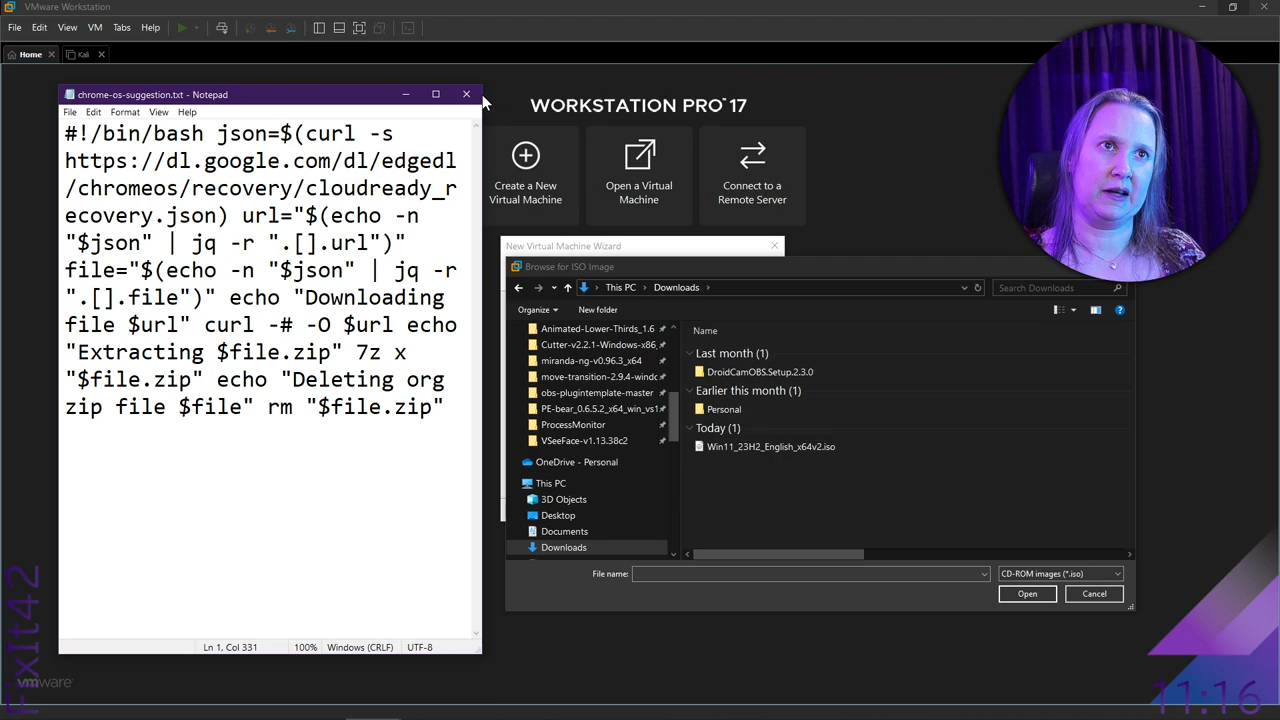 VMware Workstation
File Edit View VM Tabs Help
Home Kali
chrome-os-suggestion.txt - Notepad
File Edit Format View Help
#!/bin/bash json=$(curl -s
https://dl.google.com/dl/edgedl
/chromeos/recovery/cloudready_r
ecovery.json) url="$(echo -n
"$json" | jq -r ".[].url")"
file="$(echo -n "$json" | jq -r
".[].file")" echo "Downloading
file $url" curl -# -O $url echo
"Extracting $file.zip" 7z x
"$file.zip" echo "Deleting org
zip file $file" rm "$file.zip"
Ln 1, Col 331 100% Windows (CRLF) UTF-8
WORKSTATION PRO™ 17
Create a New
Virtual Machine
Open a Virtual
Machine
Connect to a
Remote Server
New Virtual Machine Wizard
Browse for ISO Image
This PC Downloads
Search Downloads
Organize New folder
Animated-Lower-Thirds_1.6
Cutter-v2.2.1-Windows-x86_
miranda-ng-v0.96.3_x64
move-transition-2.9.4-windo
obs-plugintemplate-master
PE-bear_0.6.5.2_x64_win_vs1
ProcessMonitor
VSeeFace-v1.13.38c2
OneDrive - Personal
This PC
3D Objects
Desktop
Documents
Downloads
Name
Last month (1)
DroidCamOBS.Setup.2.3.0
Earlier this month (1)
Personal
Today (1)
Win11_23H2_English_x64v2.iso
File name:
CD-ROM images (*.iso)
Open Cancel
FixIt42
vmware
11:16